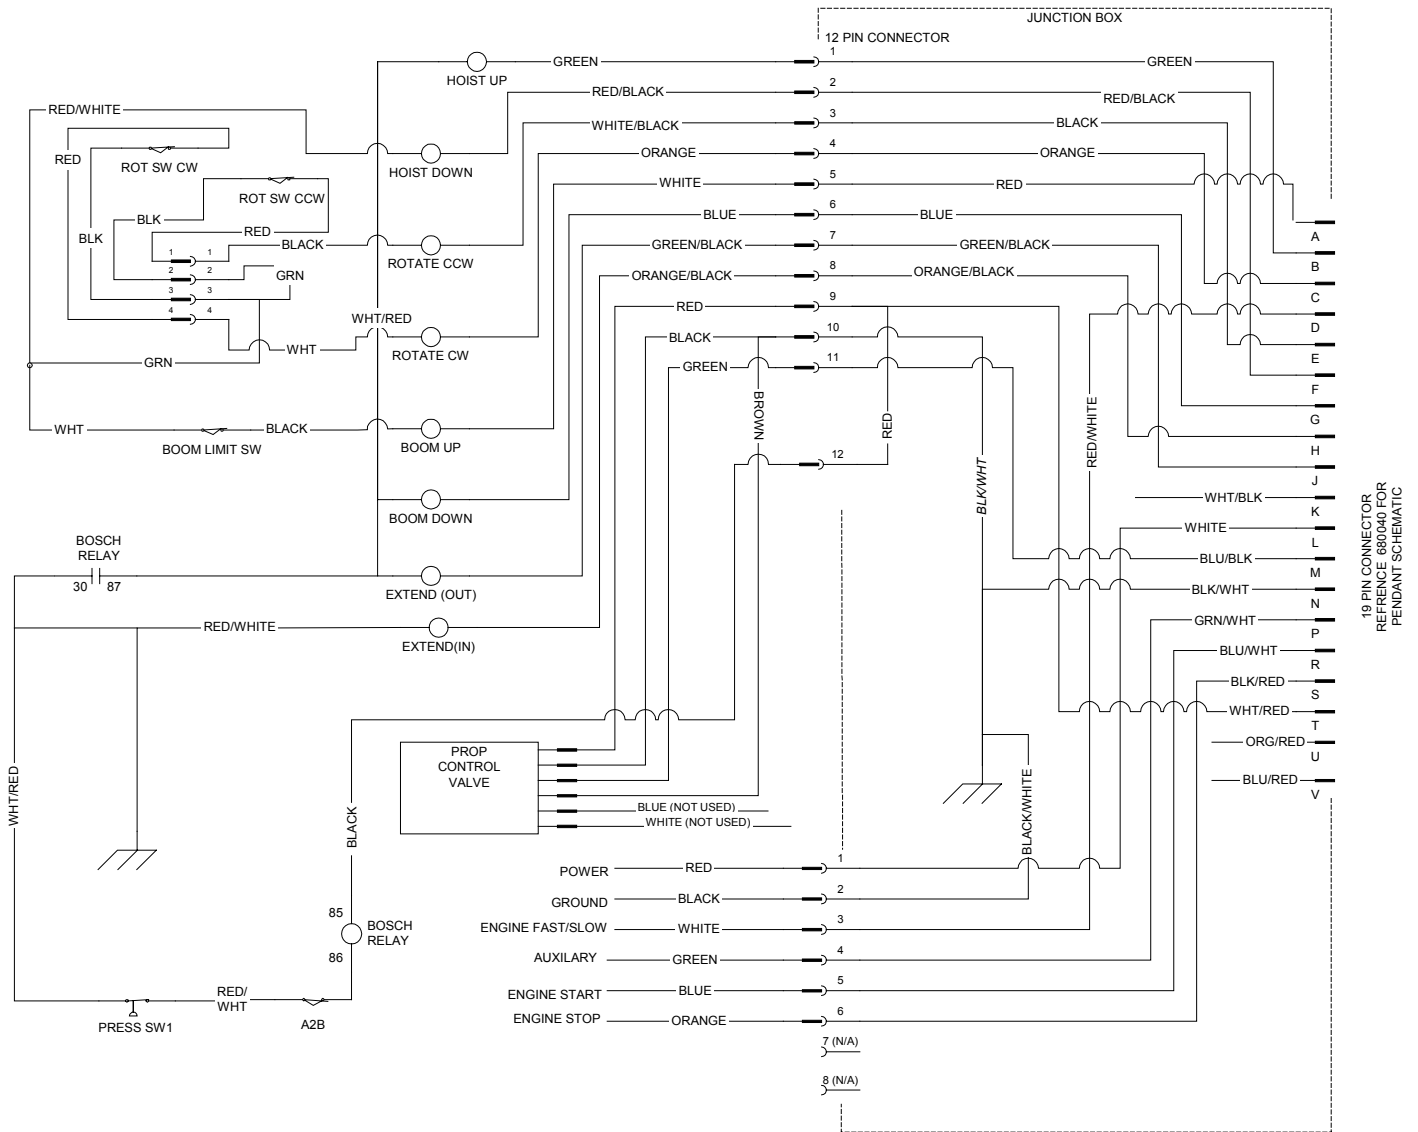 JUNCTION BOX
12 PIN CONNECTOR
1
GREEN
GREEN
HOIST UP
2
RED/BLACK
RED/BLACK
RED/WHITE
3
WHITE/BLACK
BLACK
4
ORANGE
ORANGE
RED
ROT SW CW
HOIST DOWN
5
WHITE
RED
ROT SW CCW
6
BLUE
BLUE
BLK
RED
BLK
BLACK
7
GREEN/BLACK
GREEN/BLACK
ROTATE CCW
1 1
2 2
3 3
4 4
GRN
8
ORANGE/BLACK
ORANGE/BLACK
9
RED
WHT/RED
10
BLACK
WHT
ROTATE CW
GRN
11
GREEN
BROWN
RED
RED/WHITE
BLK/WHT
WHT
BLACK
BOOM LIMIT SW
BOOM UP
12
BOOM DOWN
BOSCH
RELAY
30 87
EXTEND (OUT)
RED/WHITE
EXTEND(IN)
A
B
C
D
E
F
G
H
J
WHT/BLK
K
WHITE
L
BLU/BLK
M
BLK/WHT
N
GRN/WHT
P
BLU/WHT
R
BLK/RED
S
WHT/RED
T
ORG/RED
U
BLU/RED
V
19 PIN CONNECTOR
REFRENCE 680040 FOR
PENDANT SCHEMATIC
PROP
CONTROL
VALVE
BLUE (NOT USED)
WHITE (NOT USED)
WHT/RED
BLACK
BLACK/WHITE
1
POWER
RED
2
GROUND
BLACK
3
ENGINE FAST/SLOW
WHITE
4
AUXILARY
GREEN
5
ENGINE START
BLUE
6
ENGINE STOP
ORANGE
7 (N/A)
8 (N/A)
85
BOSCH
RELAY
86
RED/
WHT
PRESS SW1
A2B